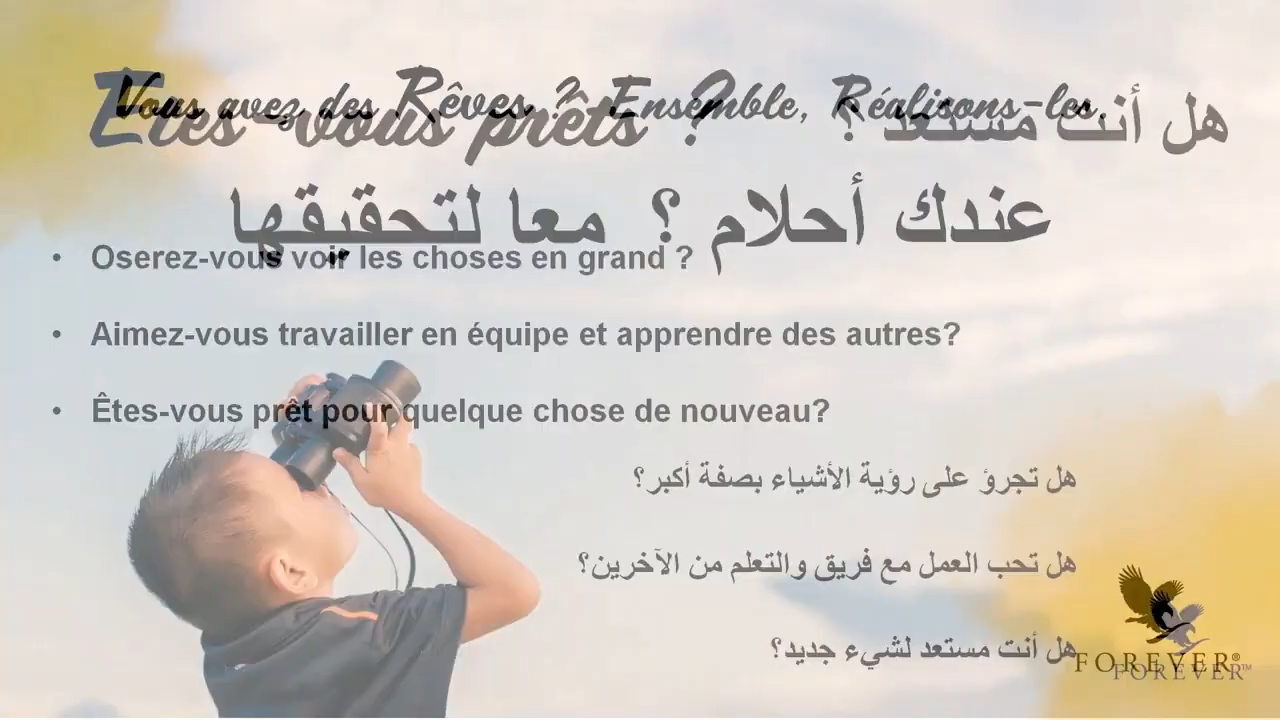 Vous avez des Rêves ? Ensemble, Réalisons-les.
Êtes-vous prêts ? هل أنت مستعد ؟
عندك أحلام ؟ معا لتحقيقها
• Oserez-vous voir les choses en grand ?
• Aimez-vous travailler en équipe et apprendre des autres?
• Êtes-vous prêt pour quelque chose de nouveau?
هل تجرؤ على رؤية الأشياء بصفة أكبر؟
هل تحب العمل مع فريق والتعلم من الآخرين؟
هل أنت مستعد لشيء جديد؟
FOREVER®
FOREVER™